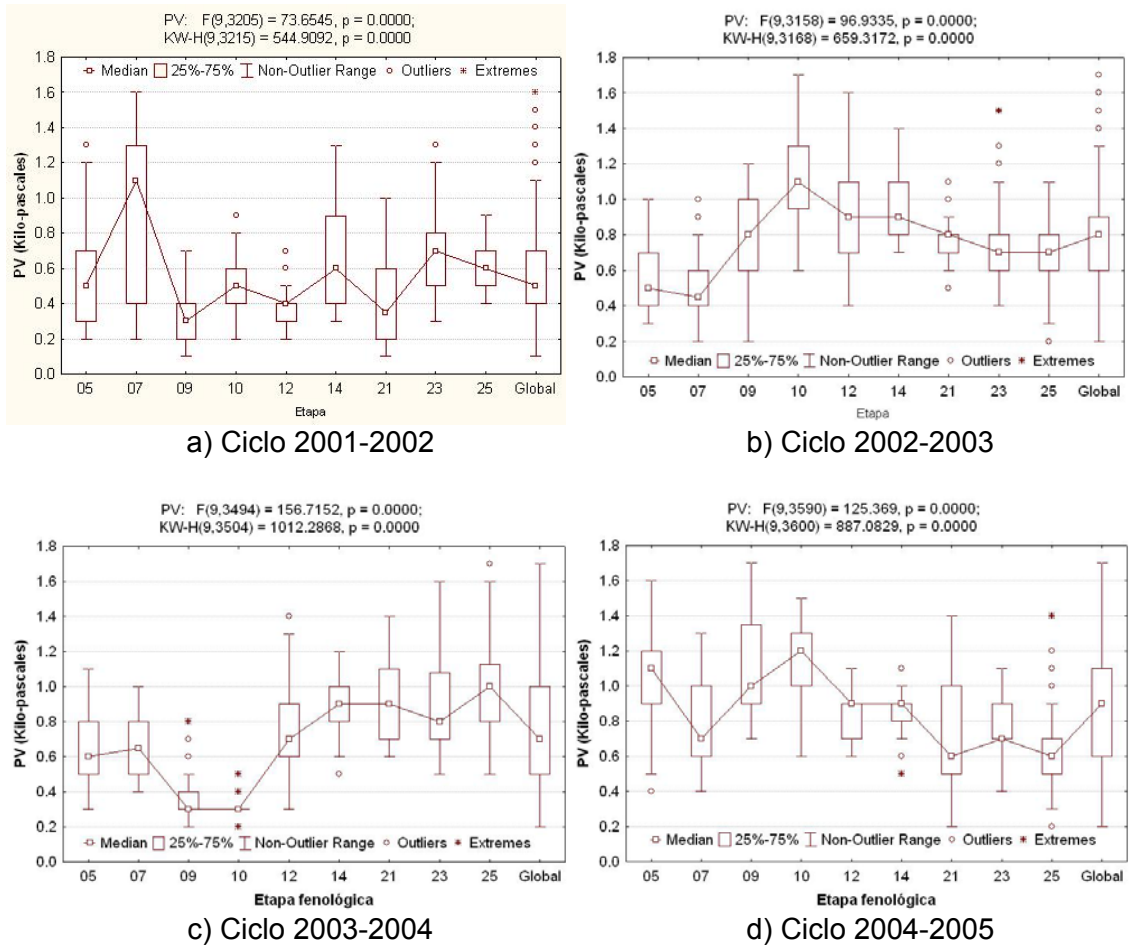 PV: F(9,3205) = 73.6545, p = 0.0000;
KW-H(9,3215) = 544.9092, p = 0.0000
1.8
Median 25%-75% Non-Outlier Range Outliers Extremes
1.6
1.4
1.2
1.0
0.8
0.6
0.4
0.2
0.0
PV (Kilo-pascales)
05 07 09 10 12 14 21 23 25 Global
Etapa
a) Ciclo 2001-2002
PV: F(9,3158) = 96.9335, p = 0.0000;
KW-H(9,3168) = 659.3172, p = 0.0000
1.8
1.6
1.4
1.2
1.0
0.8
0.6
0.4
0.2
0.0
PV (Kilo-pascales)
Median 25%-75% Non-Outlier Range Outliers Extremes
05 07 09 10 12 14 21 23 25 Global
Etapa
b) Ciclo 2002-2003
PV: F(9,3494) = 156.7152, p = 0.0000;
KW-H(9,3504) = 1012.2868, p = 0.0000
1.8
1.6
1.4
1.2
1.0
0.8
0.6
0.4
0.2
0.0
PV (Kilo-pascales)
Median 25%-75% Non-Outlier Range Outliers Extremes
05 07 09 10 12 14 21 23 25 Global
Etapa fenológica
c) Ciclo 2003-2004
PV: F(9,3590) = 125.369, p = 0.0000;
KW-H(9,3600) = 887.0829, p = 0.0000
1.8
1.6
1.4
1.2
1.0
0.8
0.6
0.4
0.2
0.0
PV (Kilo-pascales)
Median 25%-75% Non-Outlier Range Outliers Extremes
05 07 09 10 12 14 21 23 25 Global
Etapa fenológica
d) Ciclo 2004-2005